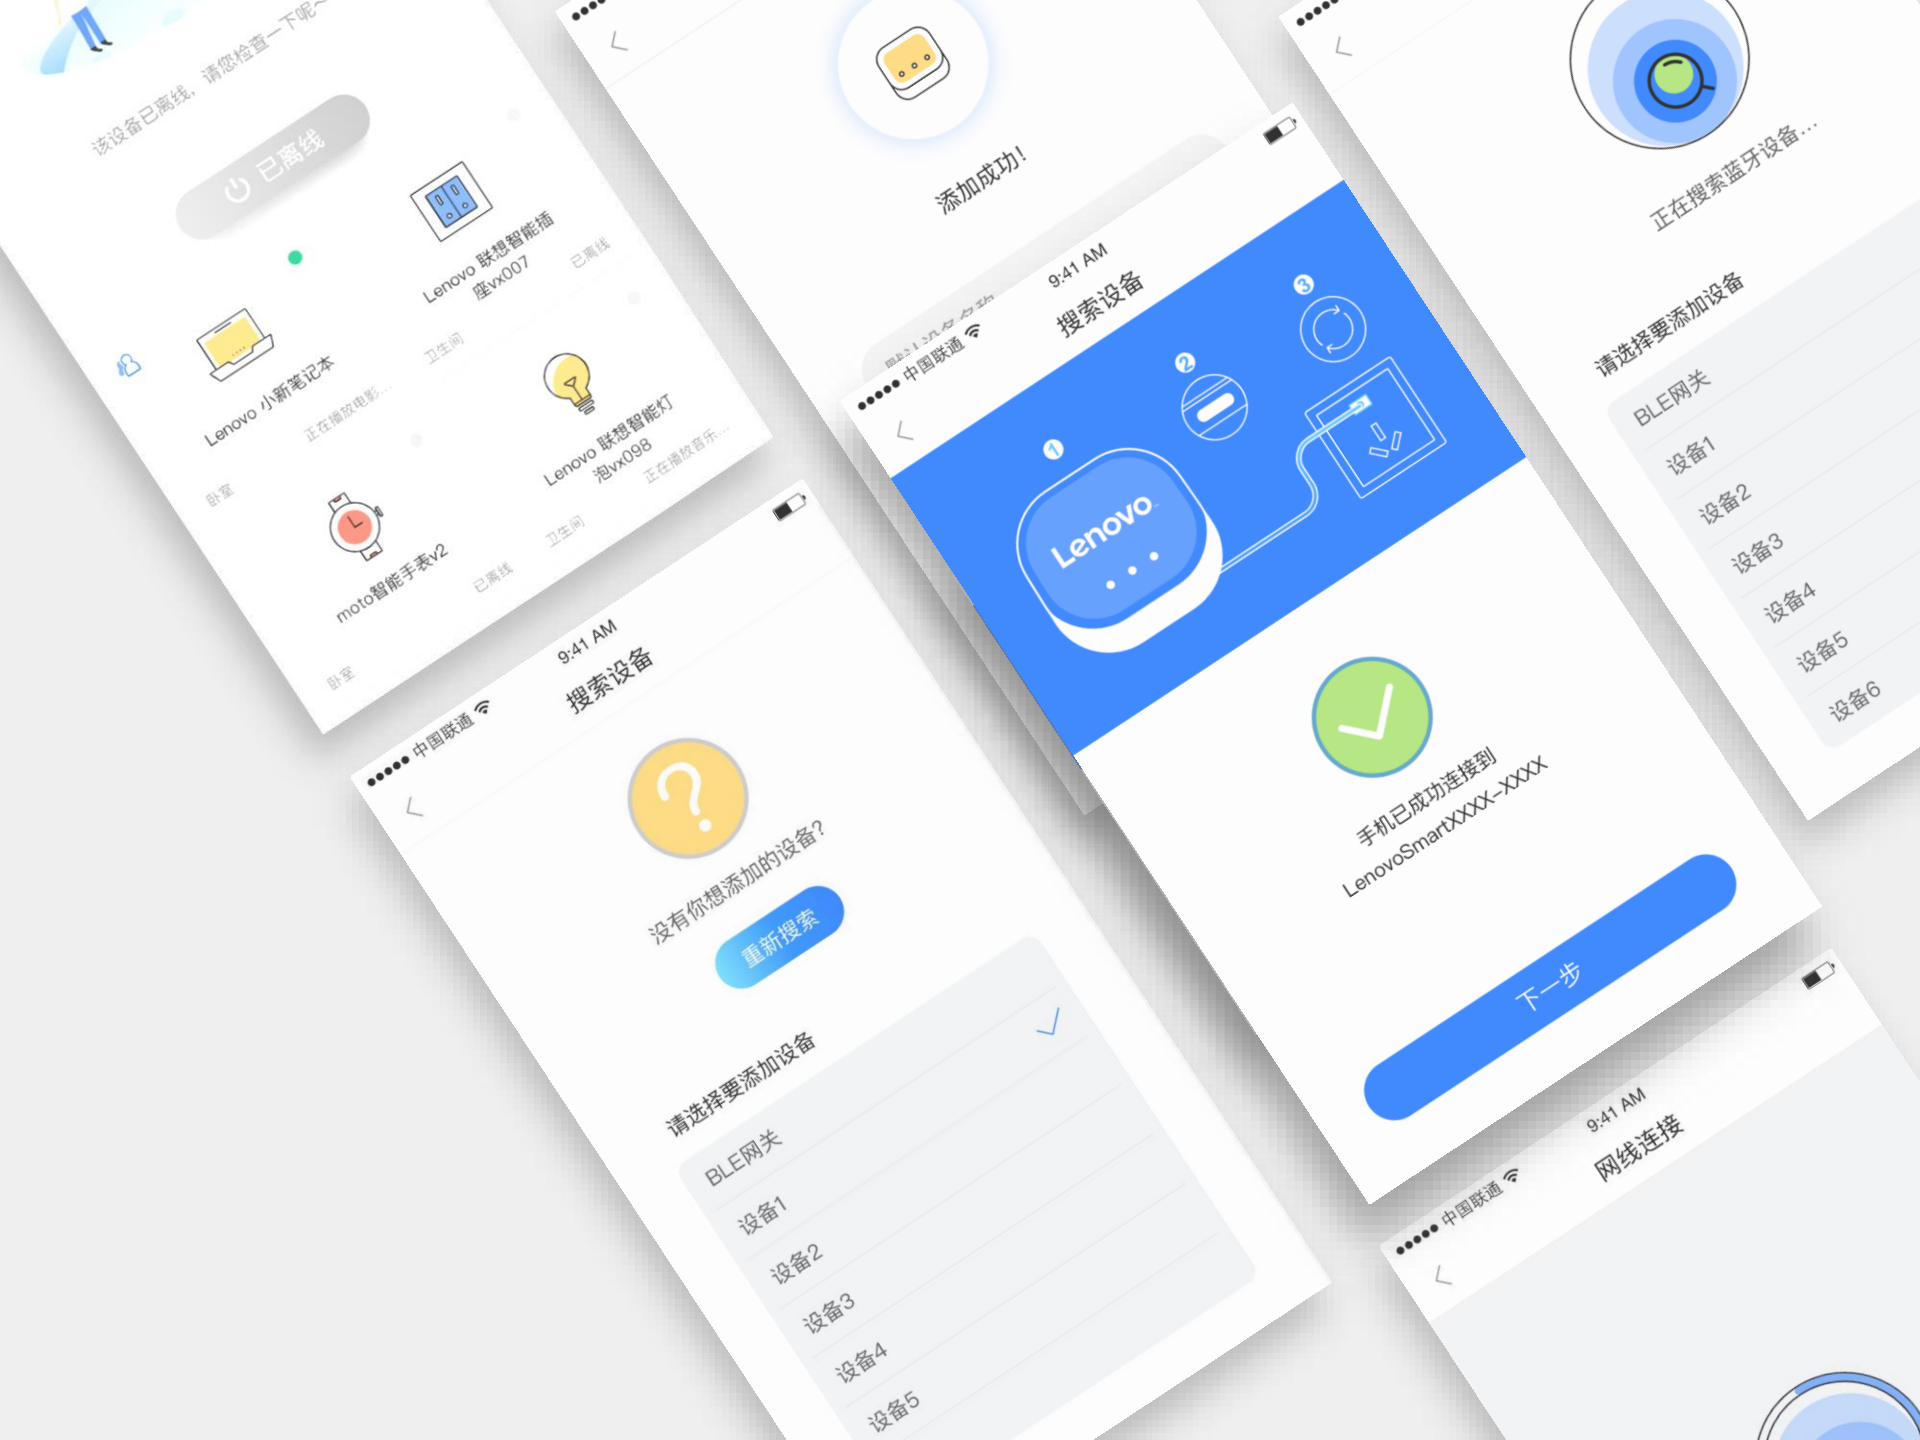 该设备已离线，请您检查一下呢~
已离线
Lenovo 联想智能插
座vx007
已离线
卫生间
Lenovo 小新笔记本
正在播放电影...
卧室
Lenovo 联想智能灯
泡vx098
正在播放音乐...
卫生间
moto智能手表v2
已离线
卧室
添加成功！
中国联通
9:41 AM
搜索设备
1
2
3
Lenovo
手机已成功连接到
LenovoSmartXXXX-XXXX
下一步
正在搜索蓝牙设备...
请选择要添加设备
BLE网关
设备1
设备2
设备3
设备4
设备5
设备6
中国联通
9:41 AM
搜索设备
?
没有你想添加的设备？
重新搜索
请选择要添加设备
BLE网关
设备1
设备2
设备3
设备4
设备5
中国联通
9:41 AM
网线连接